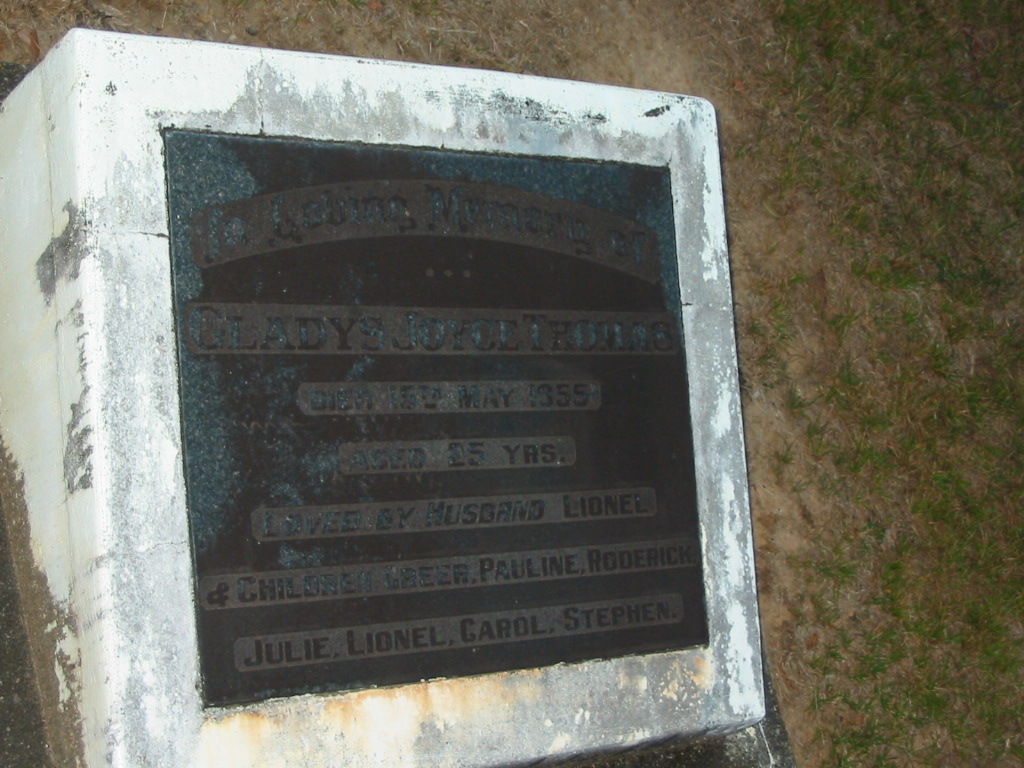 In Loving Memory of
GLADYS JOYCE THOMAS
DIED 15TH MAY 1955
AGED 25 YRS.
LOVED BY HUSBAND LIONEL
& CHILDREN GREER, PAULINE, RODERICK
JULIE, LIONEL, CAROL, STEPHEN.